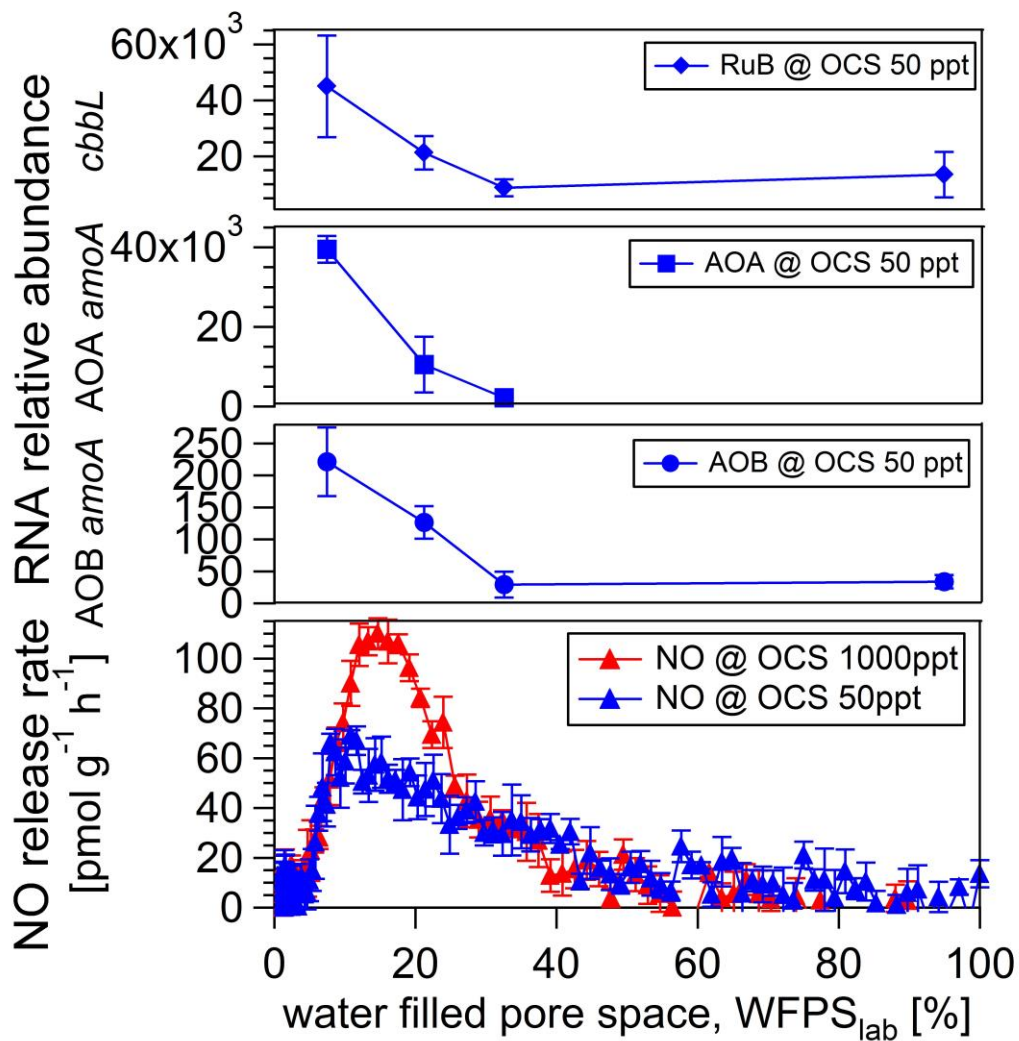 RNA relative abundance
cbbL
60x10³
40
20
RuB @ OCS 50 ppt
AOA amoA
40x10³
20
0
AOA @ OCS 50 ppt
AOB amoA
250
200
150
100
50
0
AOB @ OCS 50 ppt
NO release rate
[pmol g⁻¹ h⁻¹]
100
80
60
40
20
0
NO @ OCS 1000ppt
NO @ OCS 50ppt
0 20 40 60 80 100
water filled pore space, WFPS_lab [%]